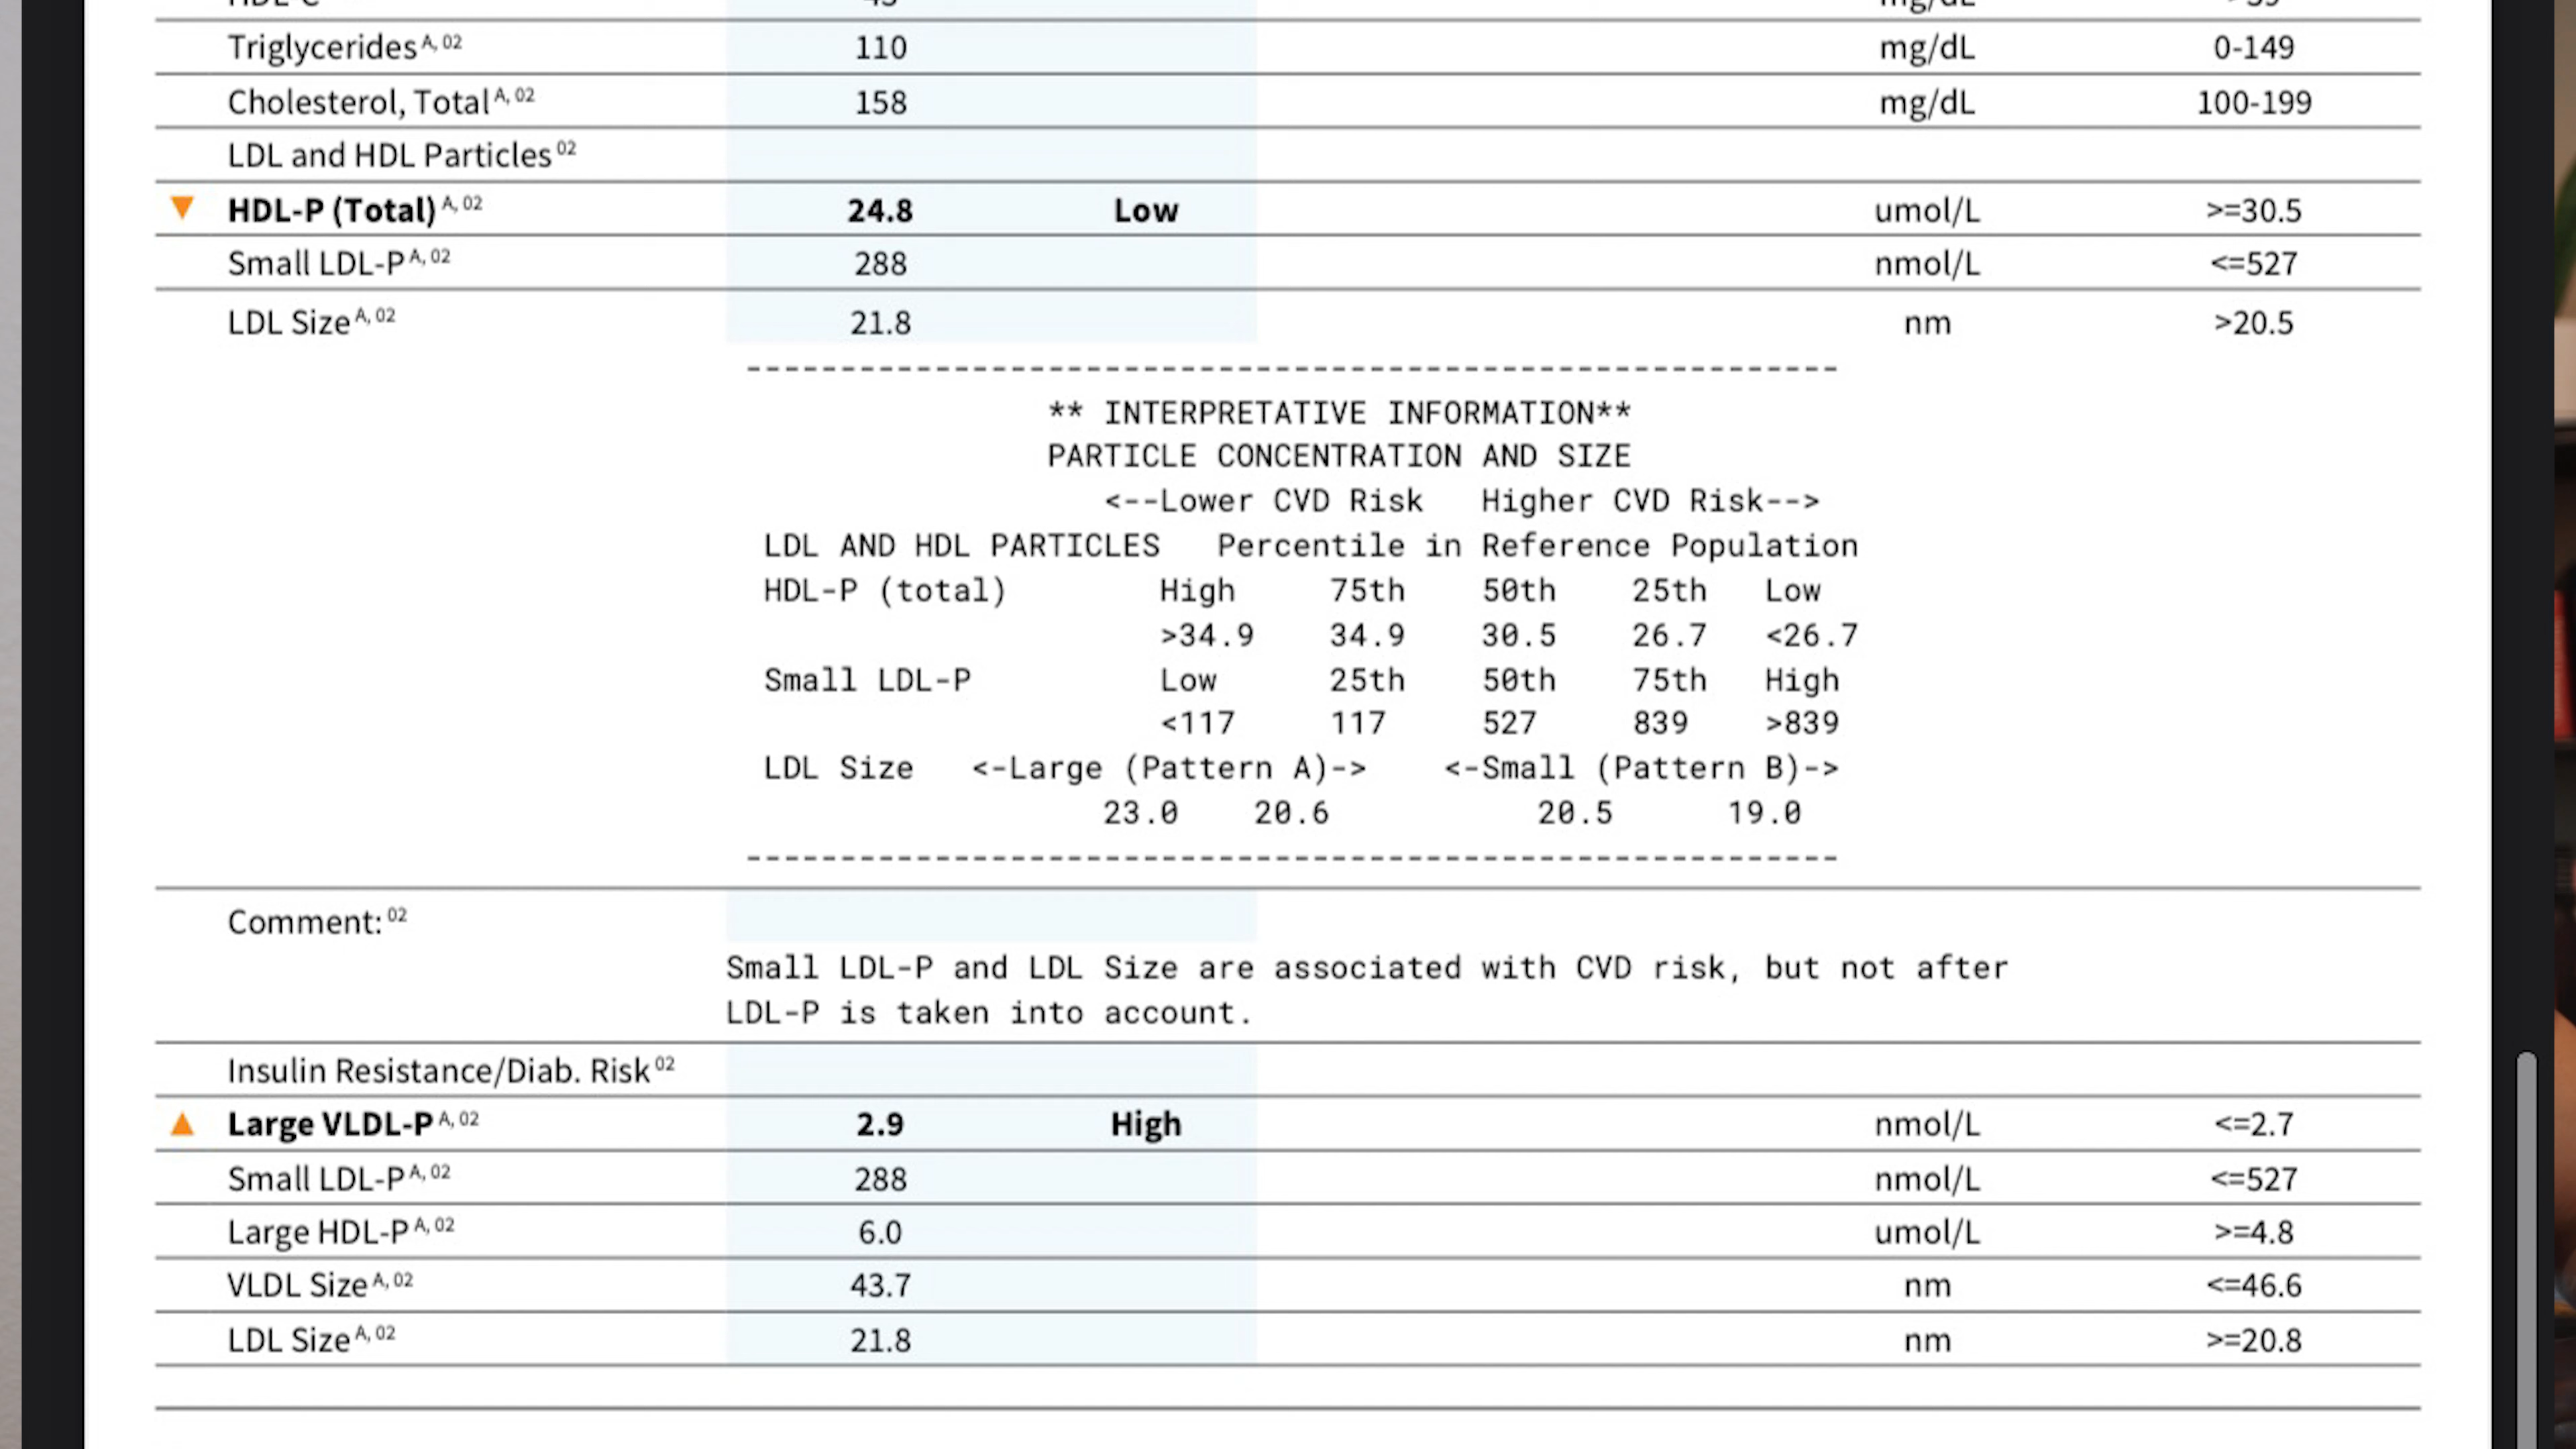 Triglycerides A, 02 110 mg/dL 0-149
Cholesterol, Total A, 02 158 mg/dL 100-199
LDL and HDL Particles 02
▼ HDL-P (Total) A, 02 24.8 Low umol/L >=30.5
Small LDL-P A, 02 288 nmol/L <=527
LDL Size A, 02 21.8 nm >20.5
----------------------------------------------------------
** INTERPRETATIVE INFORMATION**
PARTICLE CONCENTRATION AND SIZE
<--Lower CVD Risk Higher CVD Risk-->
LDL AND HDL PARTICLES Percentile in Reference Population
HDL-P (total) High 75th 50th 25th Low
>34.9 34.9 30.5 26.7 <26.7
Small LDL-P Low 25th 50th 75th High
<117 117 527 839 >839
LDL Size <-Large (Pattern A)-> <-Small (Pattern B)->
23.0 20.6 20.5 19.0
----------------------------------------------------------
Comment: 02
Small LDL-P and LDL Size are associated with CVD risk, but not after
LDL-P is taken into account.
Insulin Resistance/Diab. Risk 02
▲ Large VLDL-P A, 02 2.9 High nmol/L <=2.7
Small LDL-P A, 02 288 nmol/L <=527
Large HDL-P A, 02 6.0 umol/L >=4.8
VLDL Size A, 02 43.7 nm <=46.6
LDL Size A, 02 21.8 nm >=20.8